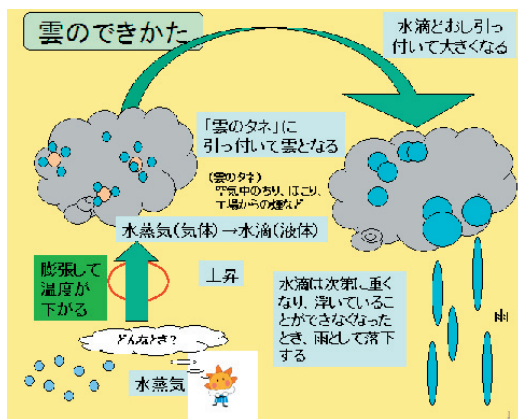 雲のできかた
水滴どおし引っ
付いて大きくなる
「雲のタネ」に
引っ付いて雲となる
(雲のタネ)
空気中のちり、ほこり、
工場からの煙など
水蒸気(気体)→水滴(液体)
膨張して
温度が
下がる
上昇
どんなとき?
水蒸気
水滴は次第に重く
なり、浮いているこ
とができなくなった
とき、雨として落下
する
雨
1